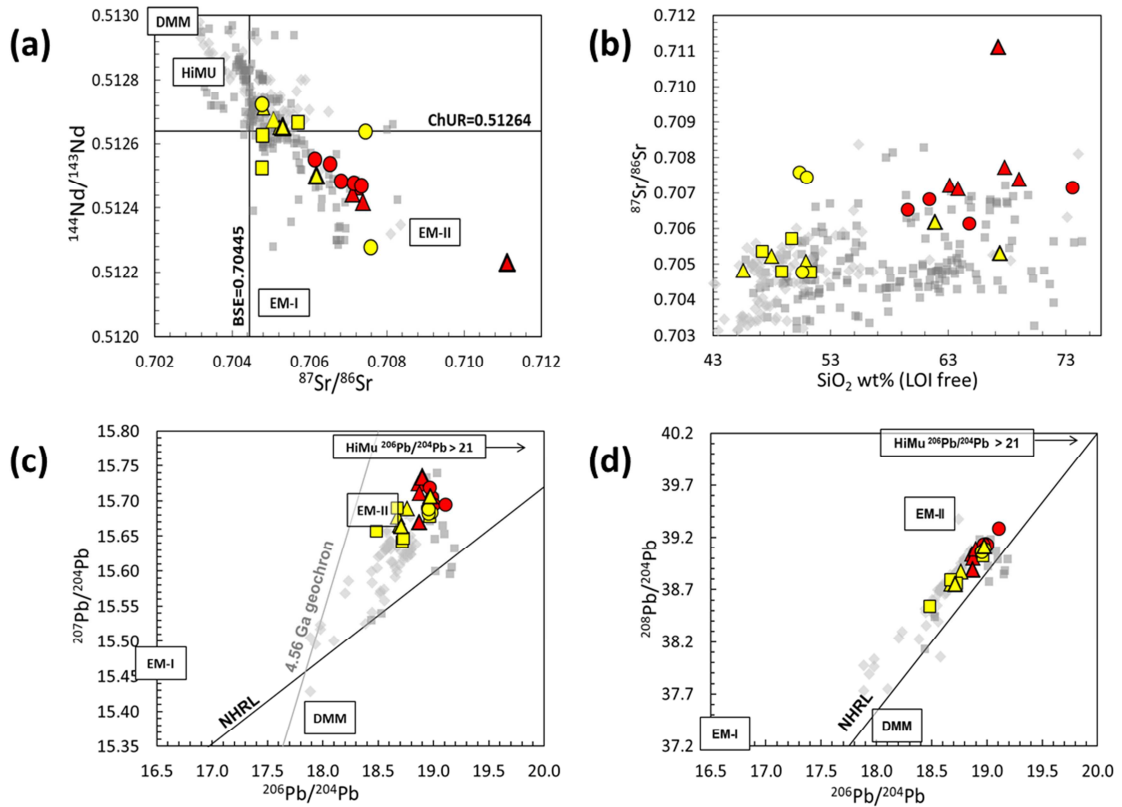 (a)
0.5130
0.5128
0.5126
0.5124
0.5122
0.5120
¹⁴⁴Nd/¹⁴³Nd
DMM
HiMU
ChUR=0.51264
EM-II
EM-I
BSE=0.70445
0.702 0.704 0.706 0.708 0.710 0.712
⁸⁷Sr/⁸⁶Sr
(b)
0.712
0.711
0.710
0.709
0.708
0.707
0.706
0.705
0.704
0.703
⁸⁷Sr/⁸⁶Sr
43 53 63 73
SiO₂ wt% (LOI free)
(c)
15.80
15.75
15.70
15.65
15.60
15.55
15.50
15.45
15.40
15.35
²⁰⁷Pb/²⁰⁴Pb
HiMu ²⁰⁶Pb/²⁰⁴Pb > 21
EM-II
4.56 Ga geochron
EM-I
NHRL
DMM
16.5 17.0 17.5 18.0 18.5 19.0 19.5 20.0
²⁰⁶Pb/²⁰⁴Pb
(d)
40.2
39.7
39.2
38.7
38.2
37.7
37.2
²⁰⁸Pb/²⁰⁴Pb
HiMu ²⁰⁶Pb/²⁰⁴Pb > 21
EM-II
NHRL
DMM
EM-I
16.5 17.0 17.5 18.0 18.5 19.0 19.5 20.0
²⁰⁶Pb/²⁰⁴Pb